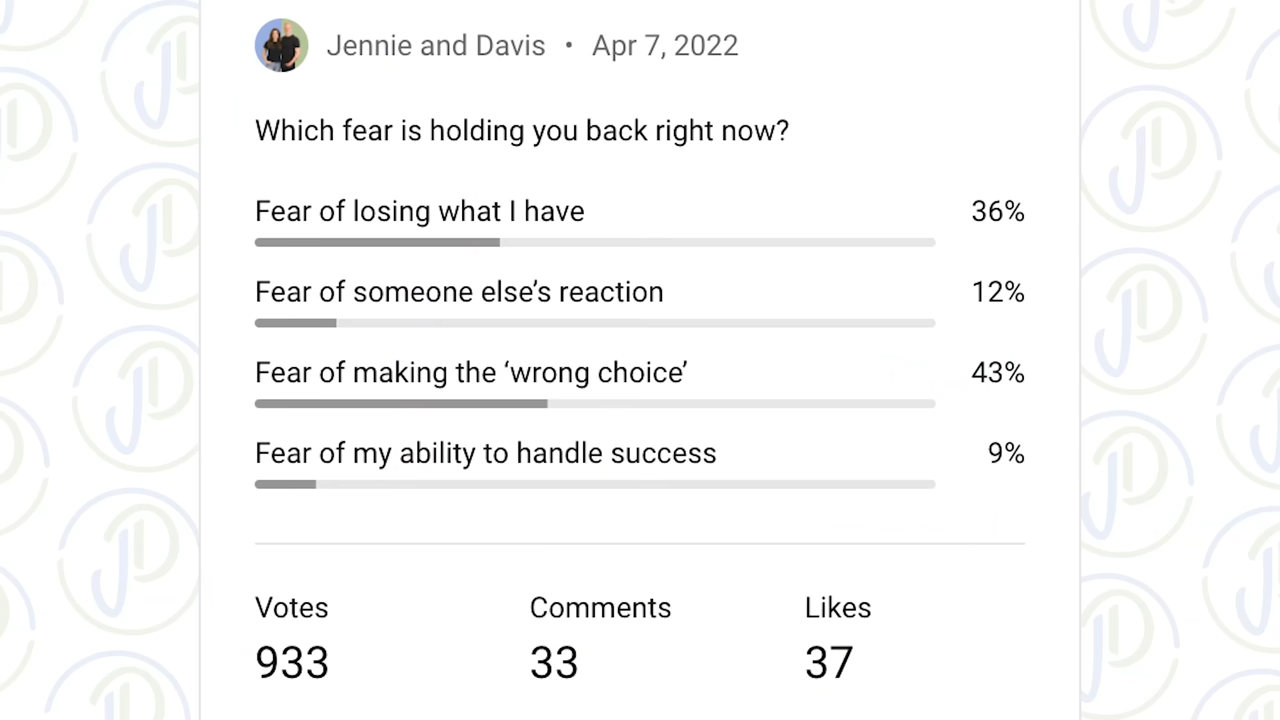 Jennie and Davis • Apr 7, 2022
Which fear is holding you back right now?
Fear of losing what I have 36%
Fear of someone else’s reaction 12%
Fear of making the ‘wrong choice’ 43%
Fear of my ability to handle success 9%
Votes Comments Likes
933 33 37